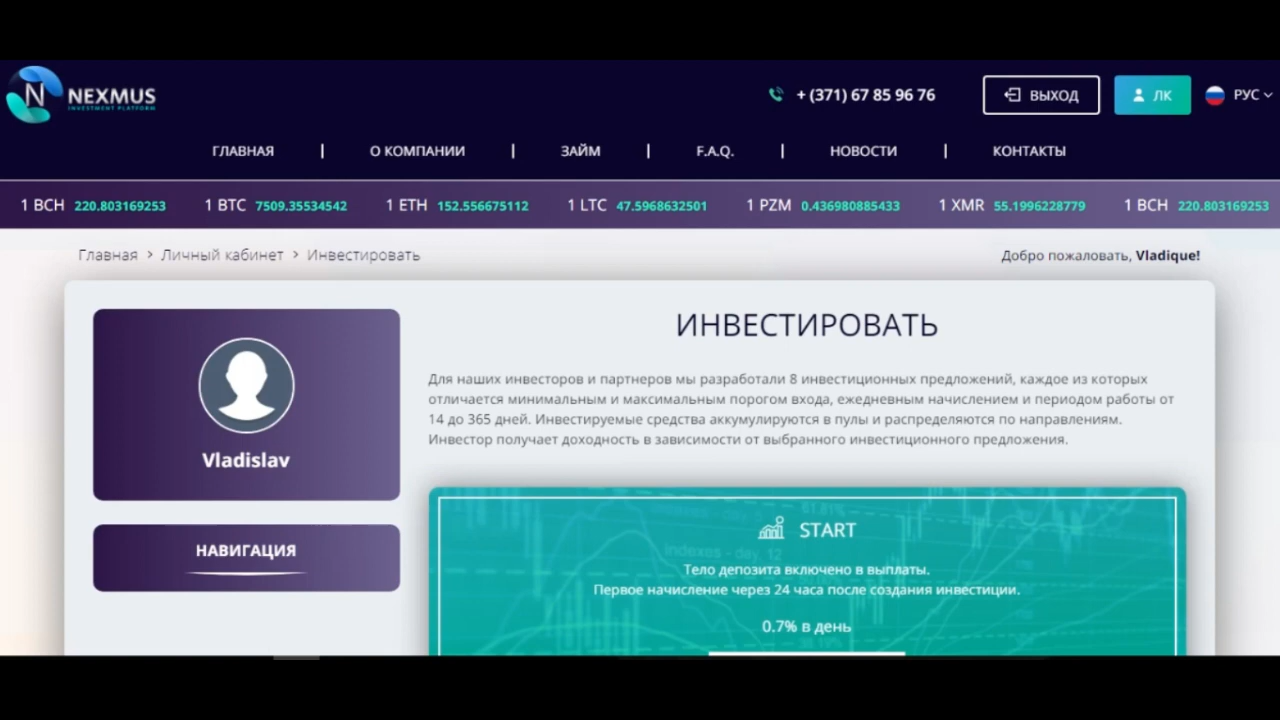 NEXMUS
INVESTMENT PLATFORM
+ (371) 67 85 96 76
ВЫХОД
ЛК
РУС
ГЛАВНАЯ | О КОМПАНИИ | ЗАЙМ | F.A.Q. | НОВОСТИ | КОНТАКТЫ
1 BCH 220.803169253 1 BTC 7509.35534542 1 ETH 152.556675112 1 LTC 47.5968632501 1 PZM 0.436980885433 1 XMR 55.1996228779 1 BCH 220.803169253
Главная > Личный кабинет > Инвестировать
Добро пожаловать, Vladique!
Vladislav
НАВИГАЦИЯ
ИНВЕСТИРОВАТЬ
Для наших инвесторов и партнеров мы разработали 8 инвестиционных предложений, каждое из которых
отличается минимальным и максимальным порогом входа, ежедневным начислением и периодом работы от
14 до 365 дней. Инвестируемые средства аккумулируются в пулы и распределяются по направлениям.
Инвестор получает доходность в зависимости от выбранного инвестиционного предложения.
START
indexes - day, 12
Тело депозита включено в выплаты.
Первое начисление через 24 часа после создания инвестиции.
0.7% в день